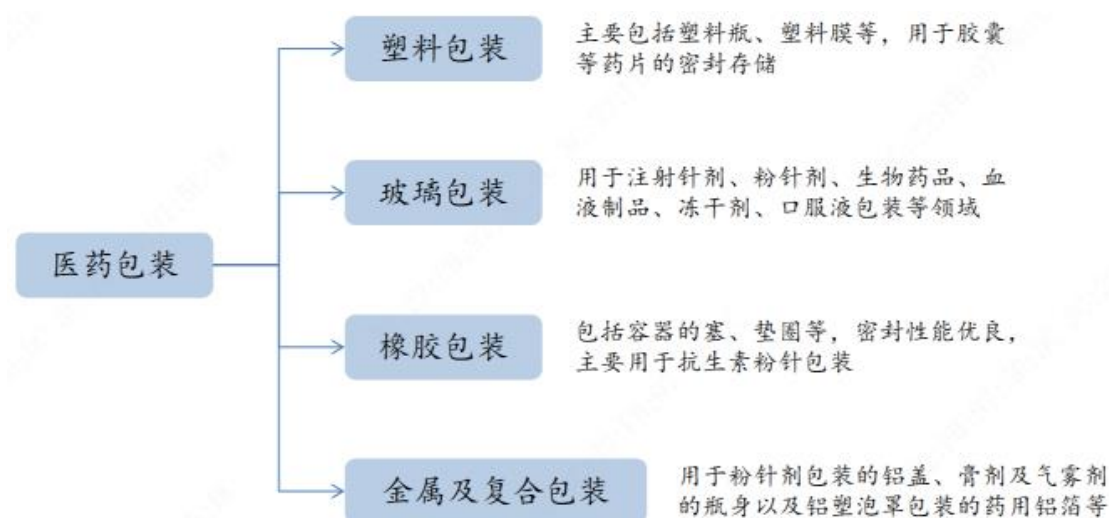 塑料包装
主要包括塑料瓶、塑料膜等，用于胶囊
等药片的密封存储
玻璃包装
用于注射针剂、粉针剂、生物药品、血
液制品、冻干剂、口服液包装等领域
医药包装
橡胶包装
包括容器的塞、垫圈等，密封性能优良，
主要用于抗生素粉针包装
金属及复合包装
用于粉针剂包装的铝盖、膏剂及气雾剂
的瓶身以及铝塑泡罩包装的药用铝箔等